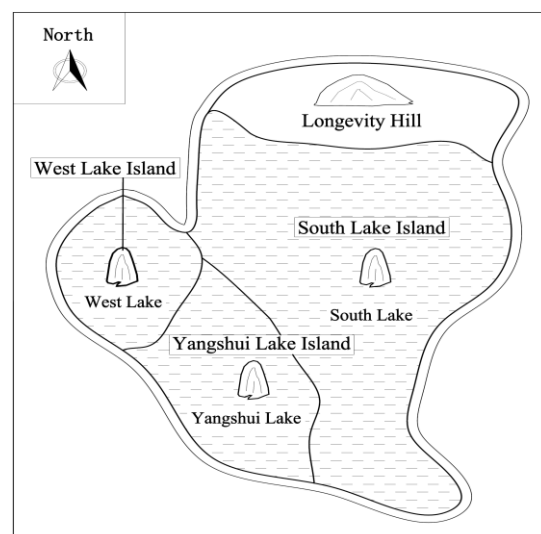 North
Longevity Hill
West Lake Island
South Lake Island
West Lake
South Lake
Yangshui Lake Island
Yangshui Lake